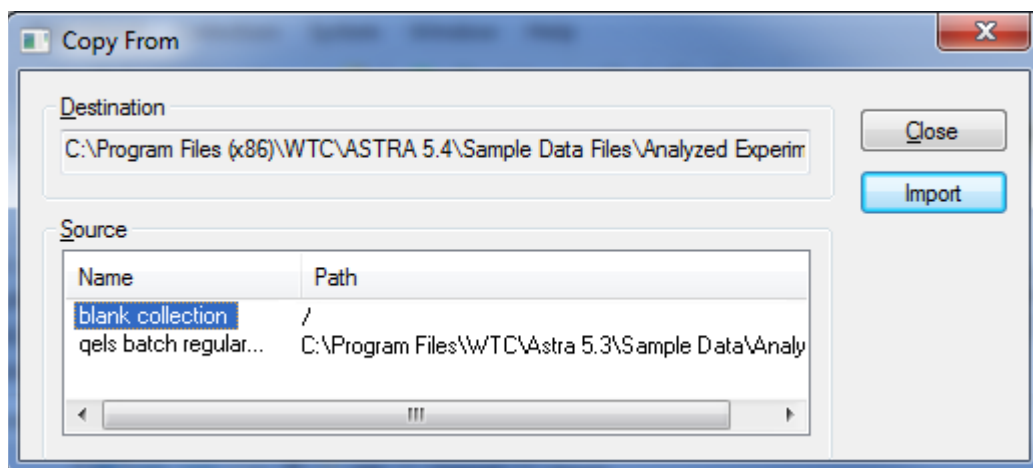 Copy From
Destination
C:\Program Files (x86)\WTC\ASTRA 5.4\Sample Data Files\Analyzed Experim
Close
Import
Source
Name Path
blank collection /
qels batch regular... C:\Program Files\WTC\Astra 5.3\Sample Data\Analy